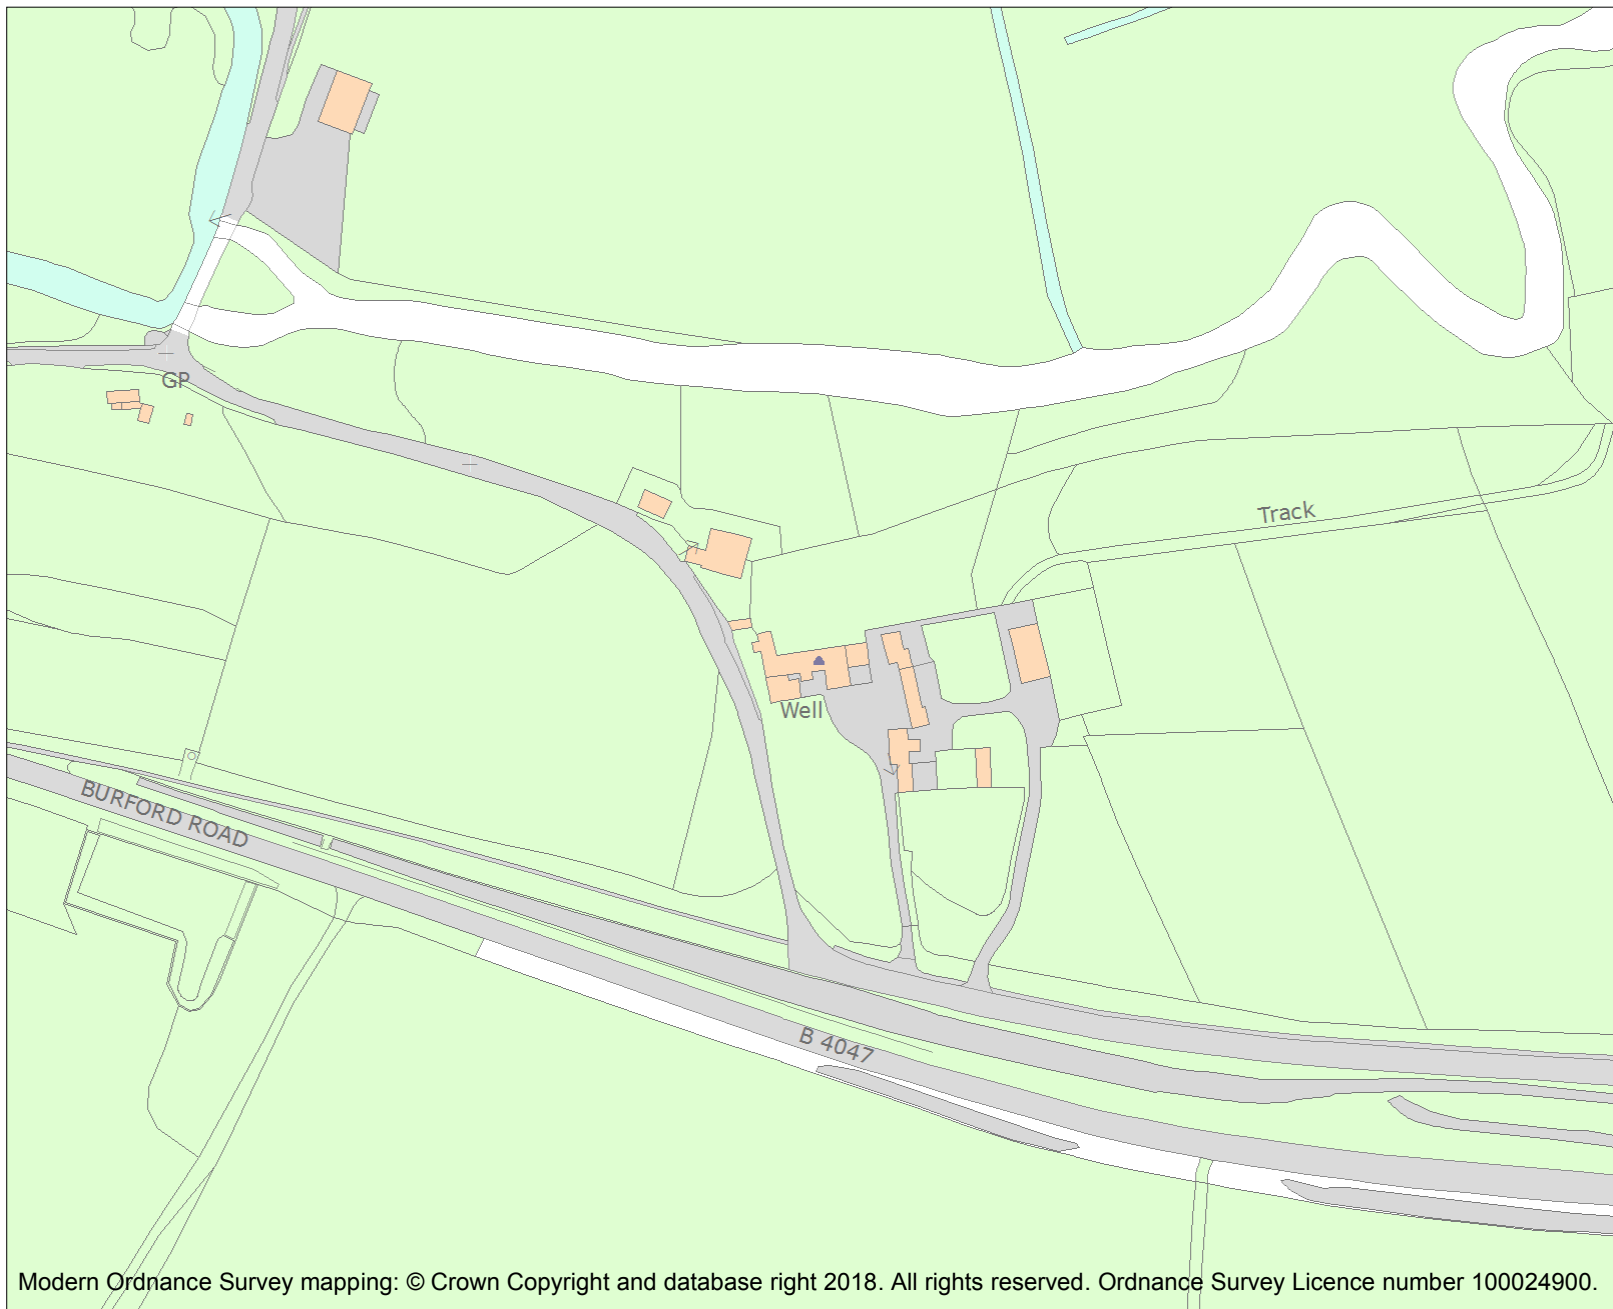 GP
Track
Well
BURFORD ROAD
B 4047
Modern Ordnance Survey mapping: © Crown Copyright and database right 2018. All rights reserved. Ordnance Survey Licence number 100024900.